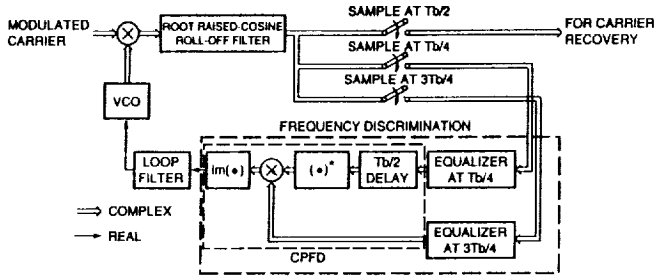 MODULATED
CARRIER
ROOT RAISED-COSINE
ROLL-OFF FILTER
SAMPLE AT Tb/2
FOR CARRIER
RECOVERY
SAMPLE AT Tb/4
SAMPLE AT 3Tb/4
VCO
FREQUENCY DISCRIMINATION
LOOP
FILTER
Im(•)
(•)*
Tb/2
DELAY
EQUALIZER
AT Tb/4
COMPLEX
REAL
EQUALIZER
AT 3Tb/4
CPFD